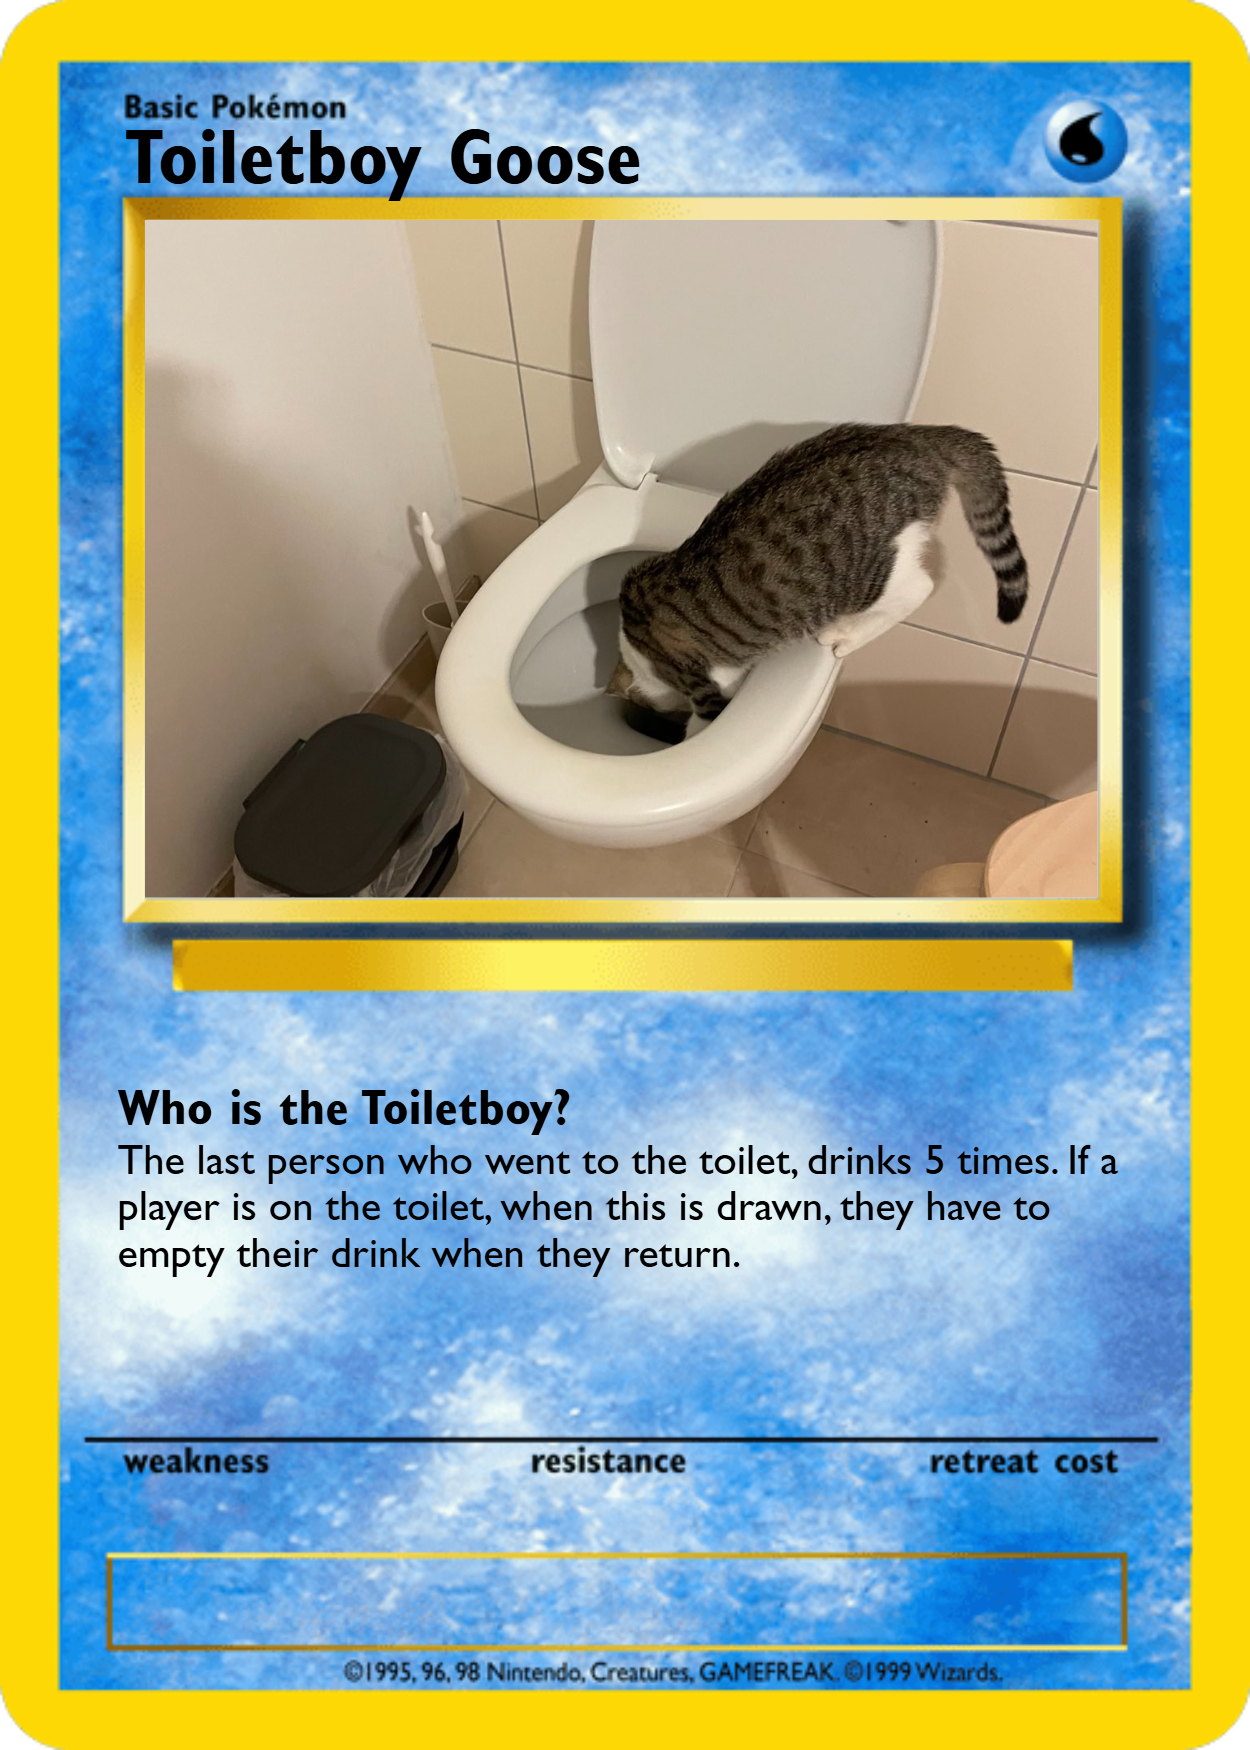 Basic Pokémon
Toiletboy Goose
Who is the Toiletboy?
The last person who went to the toilet, drinks 5 times. If a
player is on the toilet, when this is drawn, they have to
empty their drink when they return.
weakness resistance retreat cost
©1995, 96, 98 Nintendo, Creatures, GAMEFREAK. ©1999 Wizards.